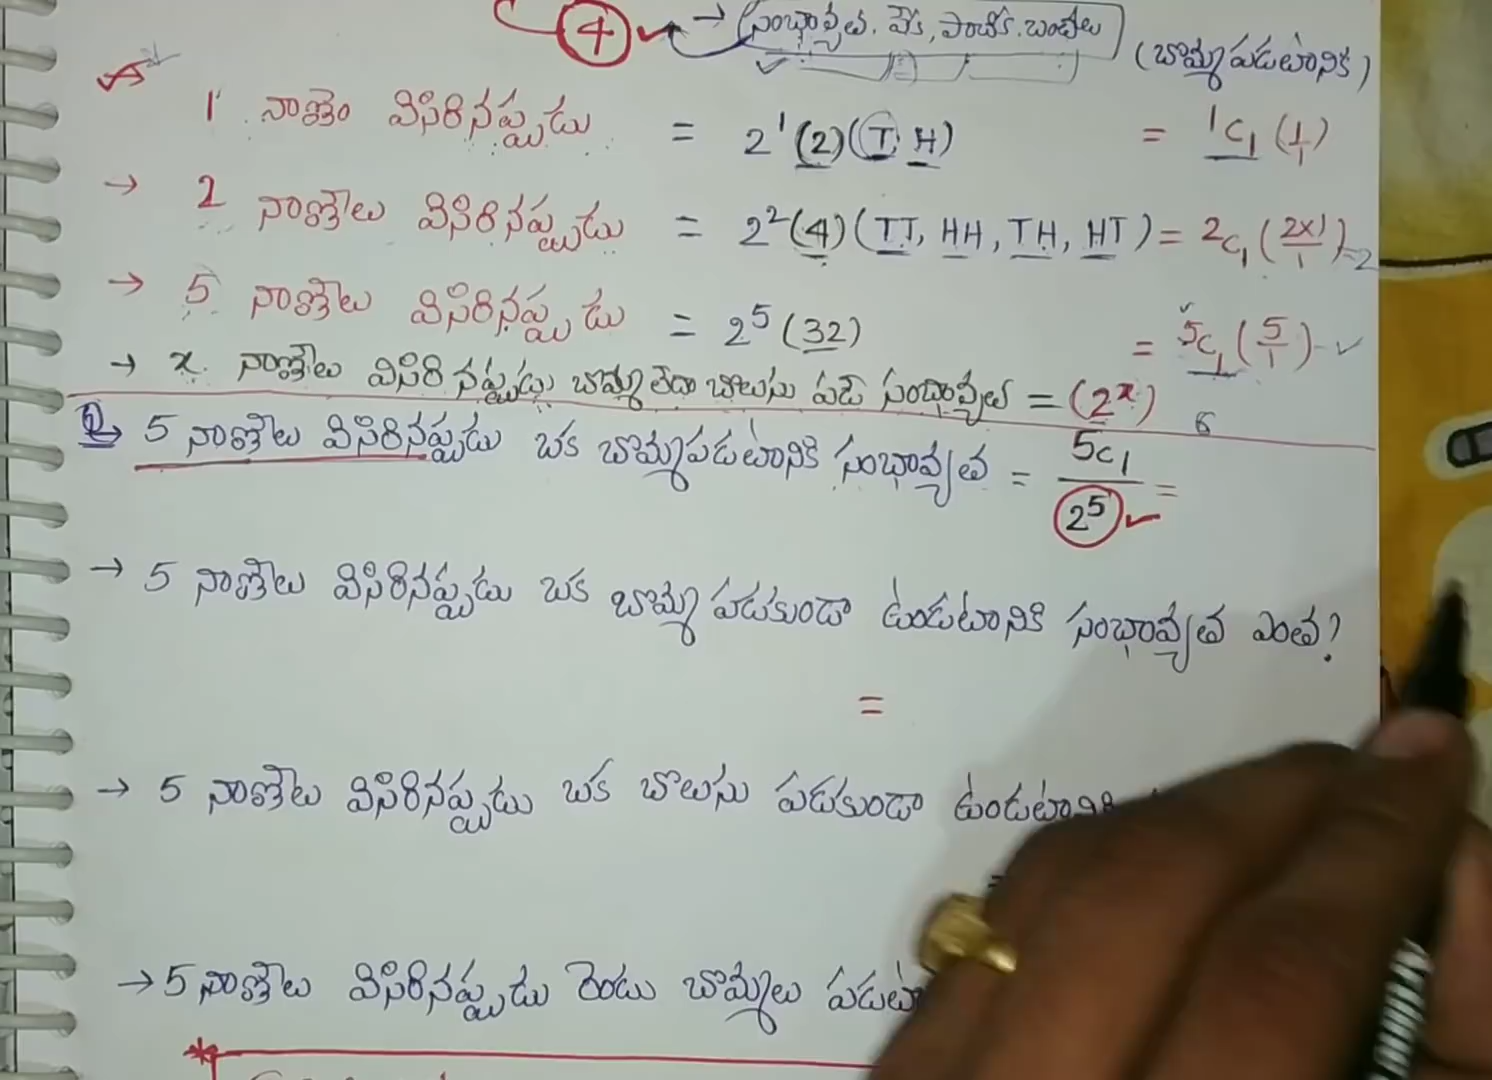 4 → సంభావ్యత. పేక, పాచిక. బంతులు (బొమ్మ పడటానికి)
1 నాణెం విసిరినప్పుడు = 2¹ (2) (T H) = ¹C₁ (1/1)
→ 2 నాణేలు విసిరినప్పుడు = 2² (4) (TT, HH, TH, HT) = 2C₁ (2×1/1) = 2
→ 5 నాణేలు విసిరినప్పుడు = 2⁵ (32) = 5C₁ (5/1)
→ x నాణేలు విసిరినప్పుడు బొమ్మ లేదా బొలుసు పడే సంభావ్యత = (2ˣ)
5 నాణేలు విసిరినప్పుడు ఒక బొమ్మపడటానికి సంభావ్యత = 5C₁/2⁵ =
→ 5 నాణేలు విసిరినప్పుడు ఒక బొమ్మ పడకుండా ఉండటానికి సంభావ్యత ఎంత?
=
→ 5 నాణేలు విసిరినప్పుడు ఒక బొలుసు పడకుండా ఉండటానికి
→ 5 నాణేలు విసిరినప్పుడు రెండు బొమ్మలు